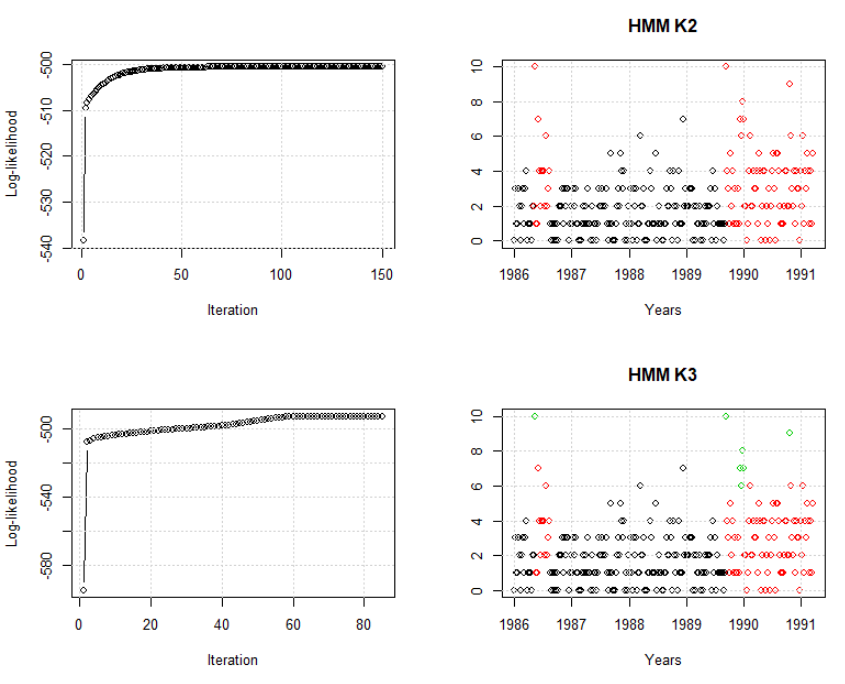 HMM K2
Log-likelihood
-500
-510
-520
-530
-540
0 50 100 150
Iteration
10
8
6
4
2
0
1986 1987 1988 1989 1990 1991
Years
HMM K3
Log-likelihood
-500
-540
-580
0 20 40 60 80
Iteration
10
8
6
4
2
0
1986 1987 1988 1989 1990 1991
Years